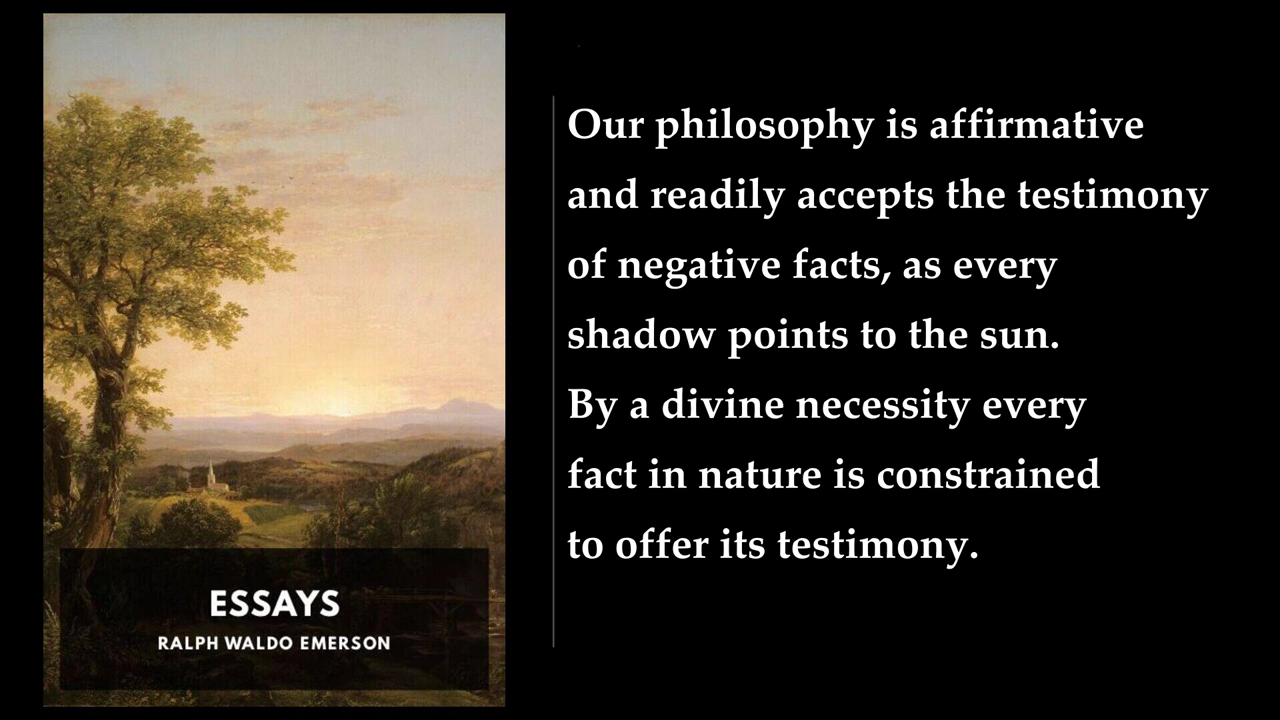 ESSAYS
RALPH WALDO EMERSON
Our philosophy is affirmative
and readily accepts the testimony
of negative facts, as every
shadow points to the sun.
By a divine necessity every
fact in nature is constrained
to offer its testimony.